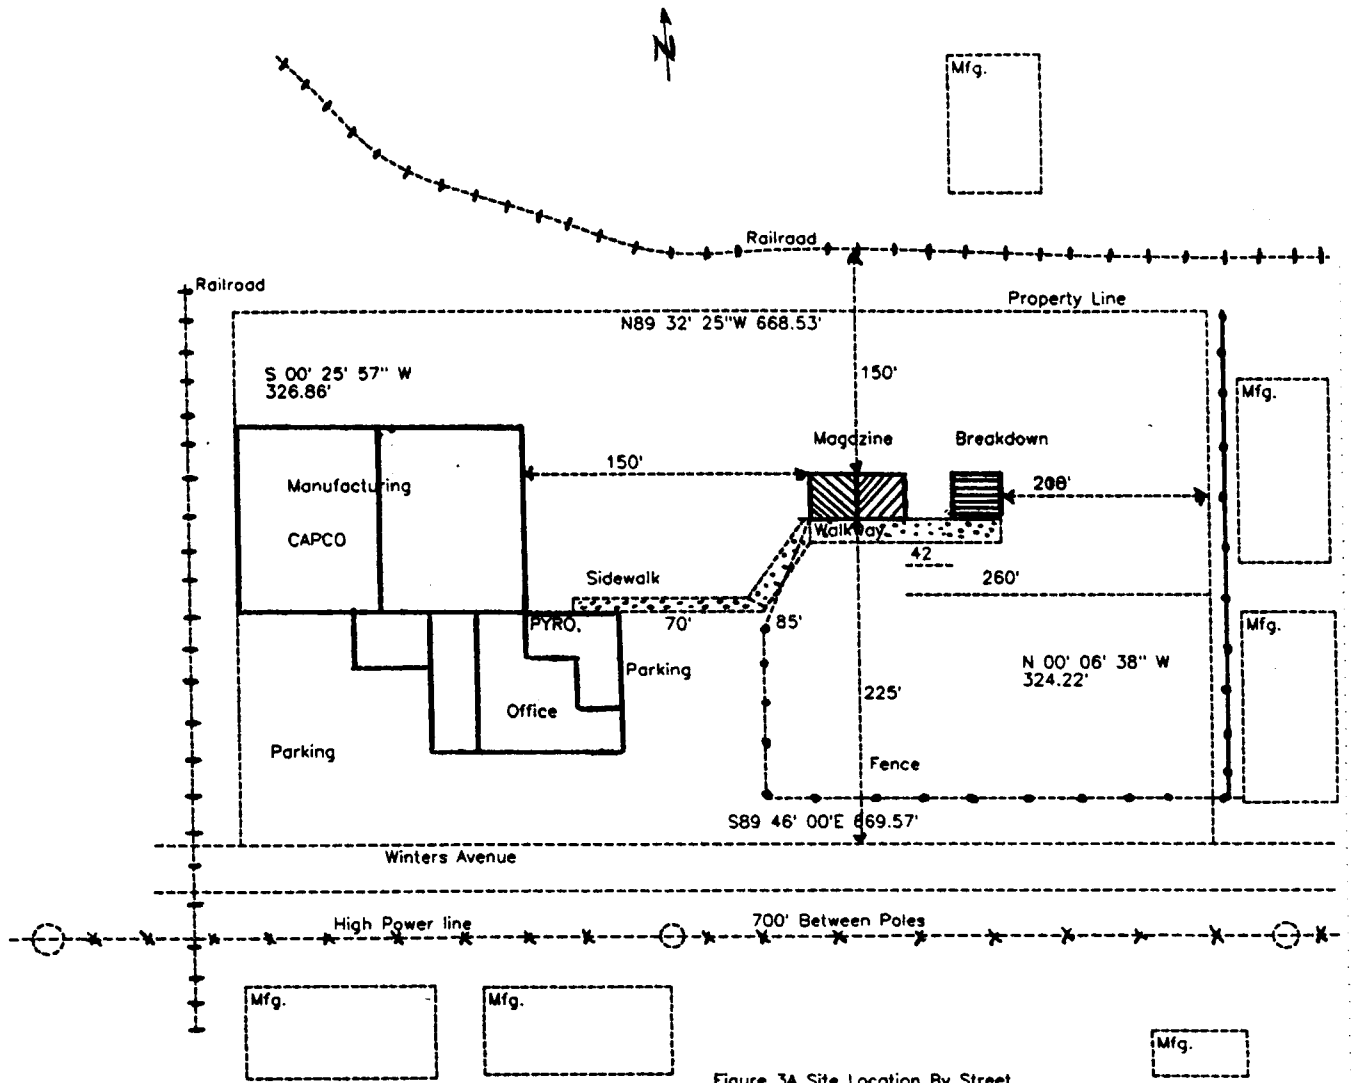 N
Mfg.
Railroad
Railroad
Property Line
N89 32' 25"W 668.53'
S 00' 25' 57" W
326.86'
150'
Mfg.
Magazine
Breakdown
150'
Manufacturing
CAPCO
Walkway
42
260'
Sidewalk
PYRO.
70'
85'
Mfg.
Parking
N 00' 06' 38" W
324.22'
225'
Office
Parking
Fence
S89 46' 00'E 669.57'
Winters Avenue
High Power line
700' Between Poles
Mfg.
Mfg.
Mfg.
Figure 3A Site Location By Street